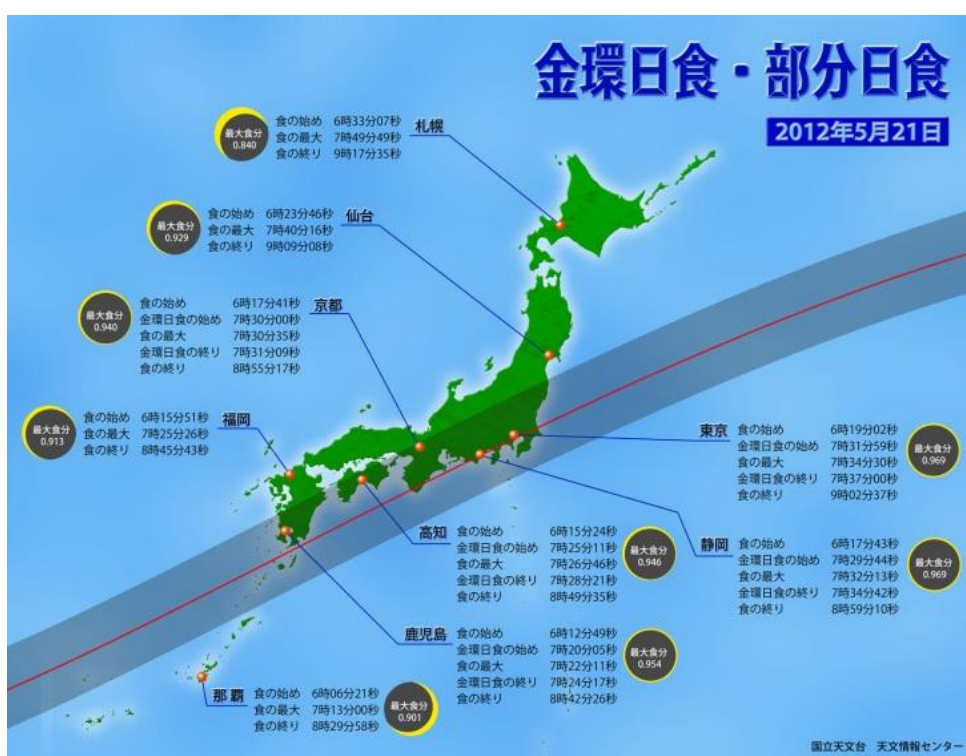 金環日食・部分日食
2012年5月21日
最大食分
0.840
食の始め 6時33分07秒
食の最大 7時49分49秒
食の終り 9時17分35秒
札幌
最大食分
0.929
食の始め 6時23分46秒
食の最大 7時40分16秒
食の終り 9時09分08秒
仙台
最大食分
0.940
食の始め 6時17分41秒
金環日食の始め 7時30分00秒
食の最大 7時30分35秒
金環日食の終り 7時31分09秒
食の終り 8時55分17秒
京都
最大食分
0.913
食の始め 6時15分51秒
食の最大 7時25分26秒
食の終り 8時45分43秒
福岡
東京
食の始め 6時19分02秒
金環日食の始め 7時31分59秒
食の最大 7時34分30秒
金環日食の終り 7時37分00秒
食の終り 9時02分37秒
最大食分
0.969
高知
食の始め 6時15分24秒
金環日食の始め 7時25分11秒
食の最大 7時26分46秒
金環日食の終り 7時28分21秒
食の終り 8時49分35秒
最大食分
0.946
静岡
食の始め 6時17分43秒
金環日食の始め 7時29分44秒
食の最大 7時32分13秒
金環日食の終り 7時34分42秒
食の終り 8時59分10秒
最大食分
0.969
鹿児島
食の始め 6時12分49秒
金環日食の始め 7時20分05秒
食の最大 7時22分11秒
金環日食の終り 7時24分17秒
食の終り 8時42分26秒
最大食分
0.954
那覇
食の始め 6時06分21秒
食の最大 7時13分00秒
食の終り 8時29分58秒
最大食分
0.901
国立天文台 天文情報センター